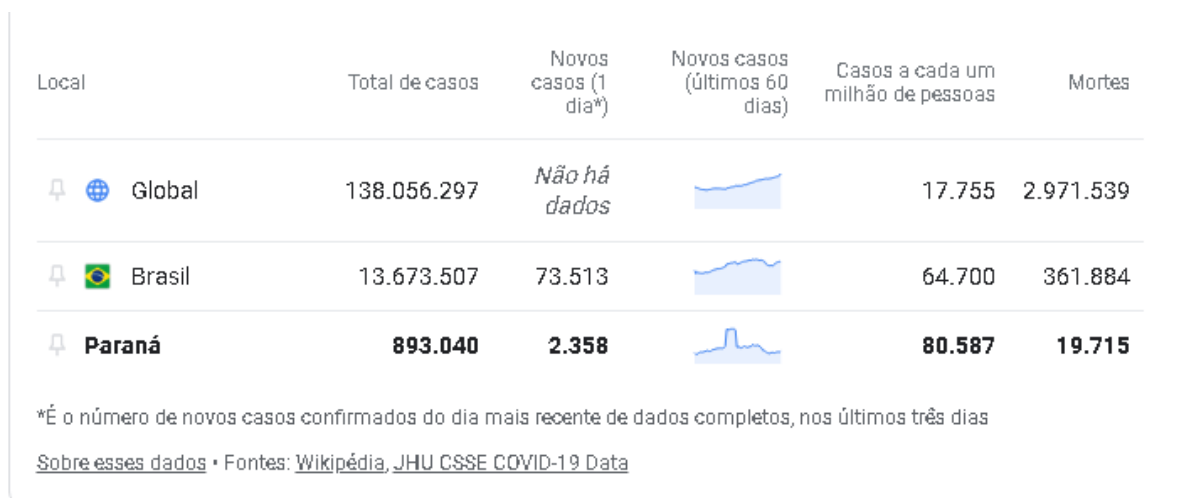 Local Total de casos Novos casos (1 dia*) Novos casos (últimos 60 dias) Casos a cada um milhão de pessoas Mortes
Global 138.056.297 Não há dados 17.755 2.971.539
Brasil 13.673.507 73.513 64.700 361.884
Paraná 893.040 2.358 80.587 19.715
*É o número de novos casos confirmados do dia mais recente de dados completos, nos últimos três dias
Sobre esses dados • Fontes: Wikipédia, JHU CSSE COVID-19 Data